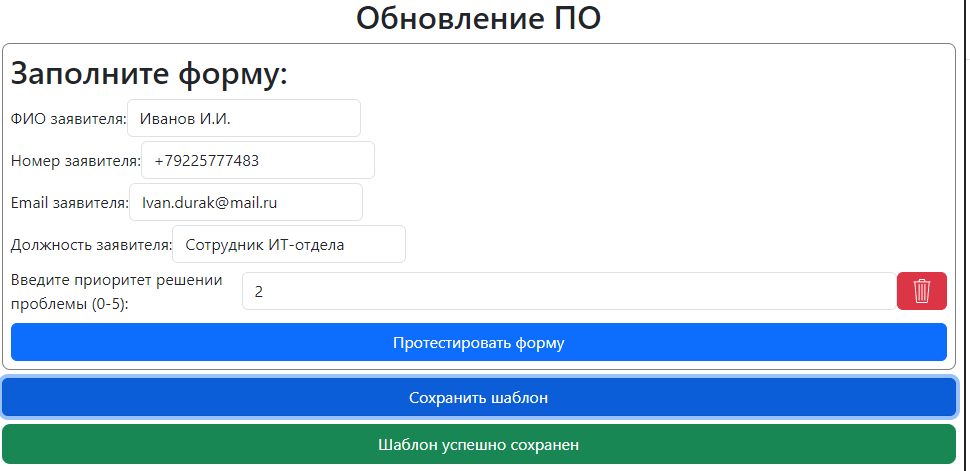 Обновление ПО
Заполните форму:
ФИО заявителя: Иванов И.И.
Номер заявителя: +79225777483
Email заявителя: Ivan.durak@mail.ru
Должность заявителя: Сотрудник ИТ-отдела
Введите приоритет решении
проблемы (0-5):
2
Протестировать форму
Сохранить шаблон
Шаблон успешно сохранен